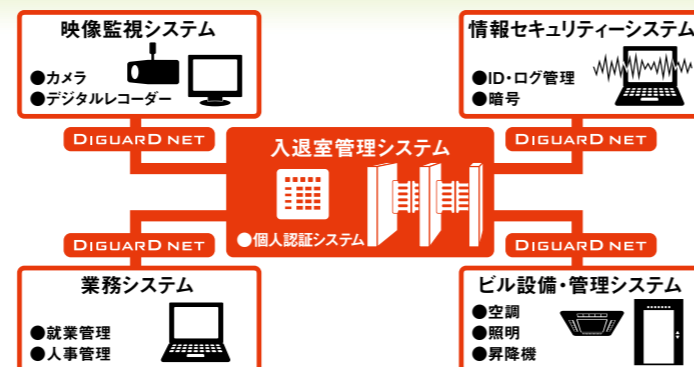 映像監視システム
●カメラ
●デジタルレコーダー
情報セキュリティーシステム
●ID・ログ管理
●暗号
DIGUARD NET
DIGUARD NET
入退室管理システム
●個人認証システム
DIGUARD NET
DIGUARD NET
業務システム
●就業管理
●人事管理
ビル設備・管理システム
●空調
●照明
●昇降機